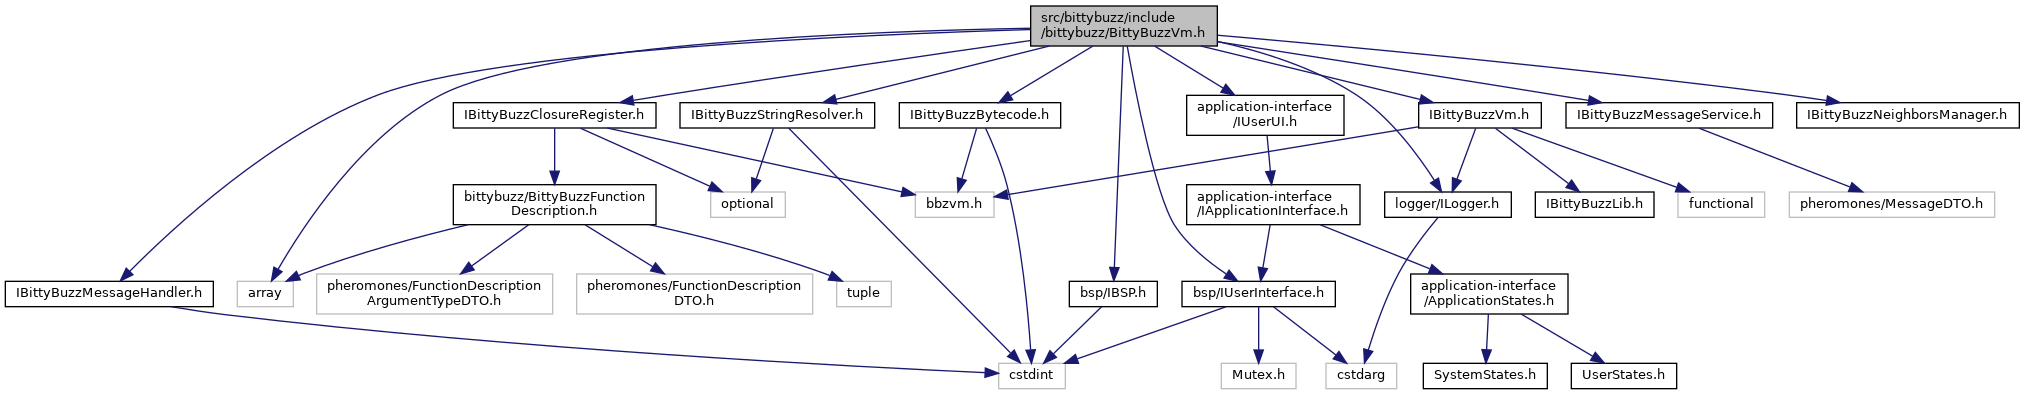 src/bittybuzz/include
/bittybuzz/BittyBuzzVm.h
IBittyBuzzClosureRegister.h
IBittyBuzzStringResolver.h
IBittyBuzzBytecode.h
application-interface
/IUserUI.h
IBittyBuzzVm.h
IBittyBuzzMessageService.h
IBittyBuzzNeighborsManager.h
bittybuzz/BittyBuzzFunction
Description.h
optional
bbzvm.h
application-interface
/IApplicationInterface.h
logger/ILogger.h
IBittyBuzzLib.h
functional
pheromones/MessageDTO.h
IBittyBuzzMessageHandler.h
array
pheromones/FunctionDescription
ArgumentTypeDTO.h
pheromones/FunctionDescription
DTO.h
tuple
bsp/IBSP.h
bsp/IUserInterface.h
application-interface
/ApplicationStates.h
cstdint
Mutex.h
cstdarg
SystemStates.h
UserStates.h